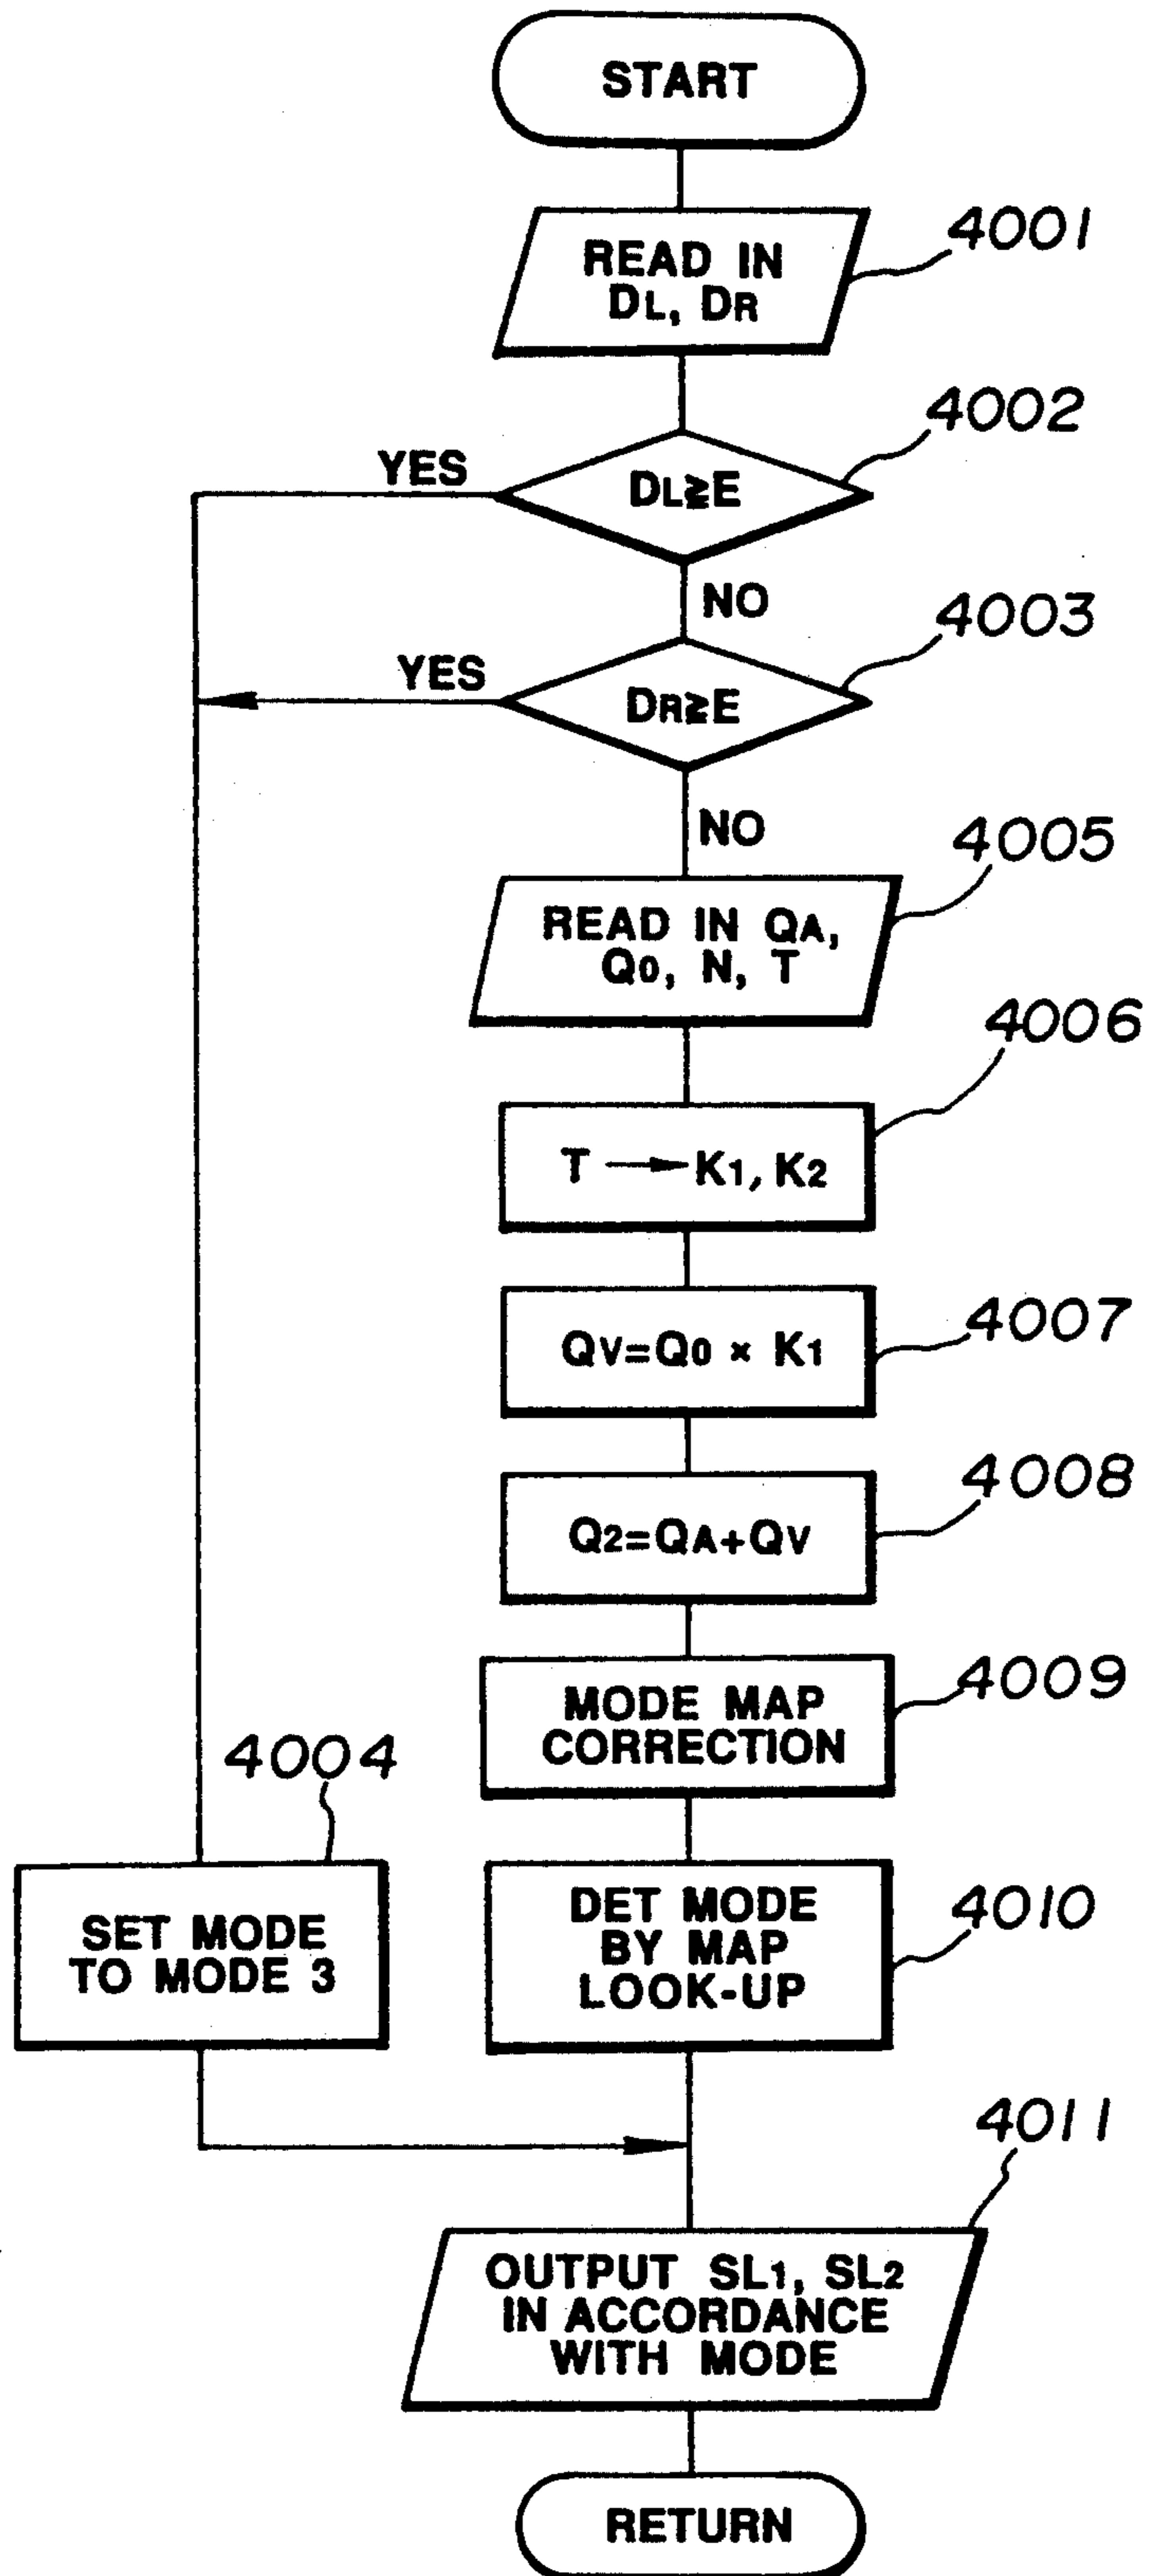 START
4001
READ IN
DL, DR
4002
YES
DL≧E
NO
4003
YES
DR≧E
NO
4005
READ IN QA,
Q0, N, T
4006
T → K1, K2
4007
QV=Q0 × K1
4008
Q2=QA+QV
4009
MODE MAP
CORRECTION
4004
SET MODE
TO MODE 3
4010
DET MODE
BY MAP
LOOK-UP
4011
OUTPUT SL1, SL2
IN ACCORDANCE
WITH MODE
RETURN